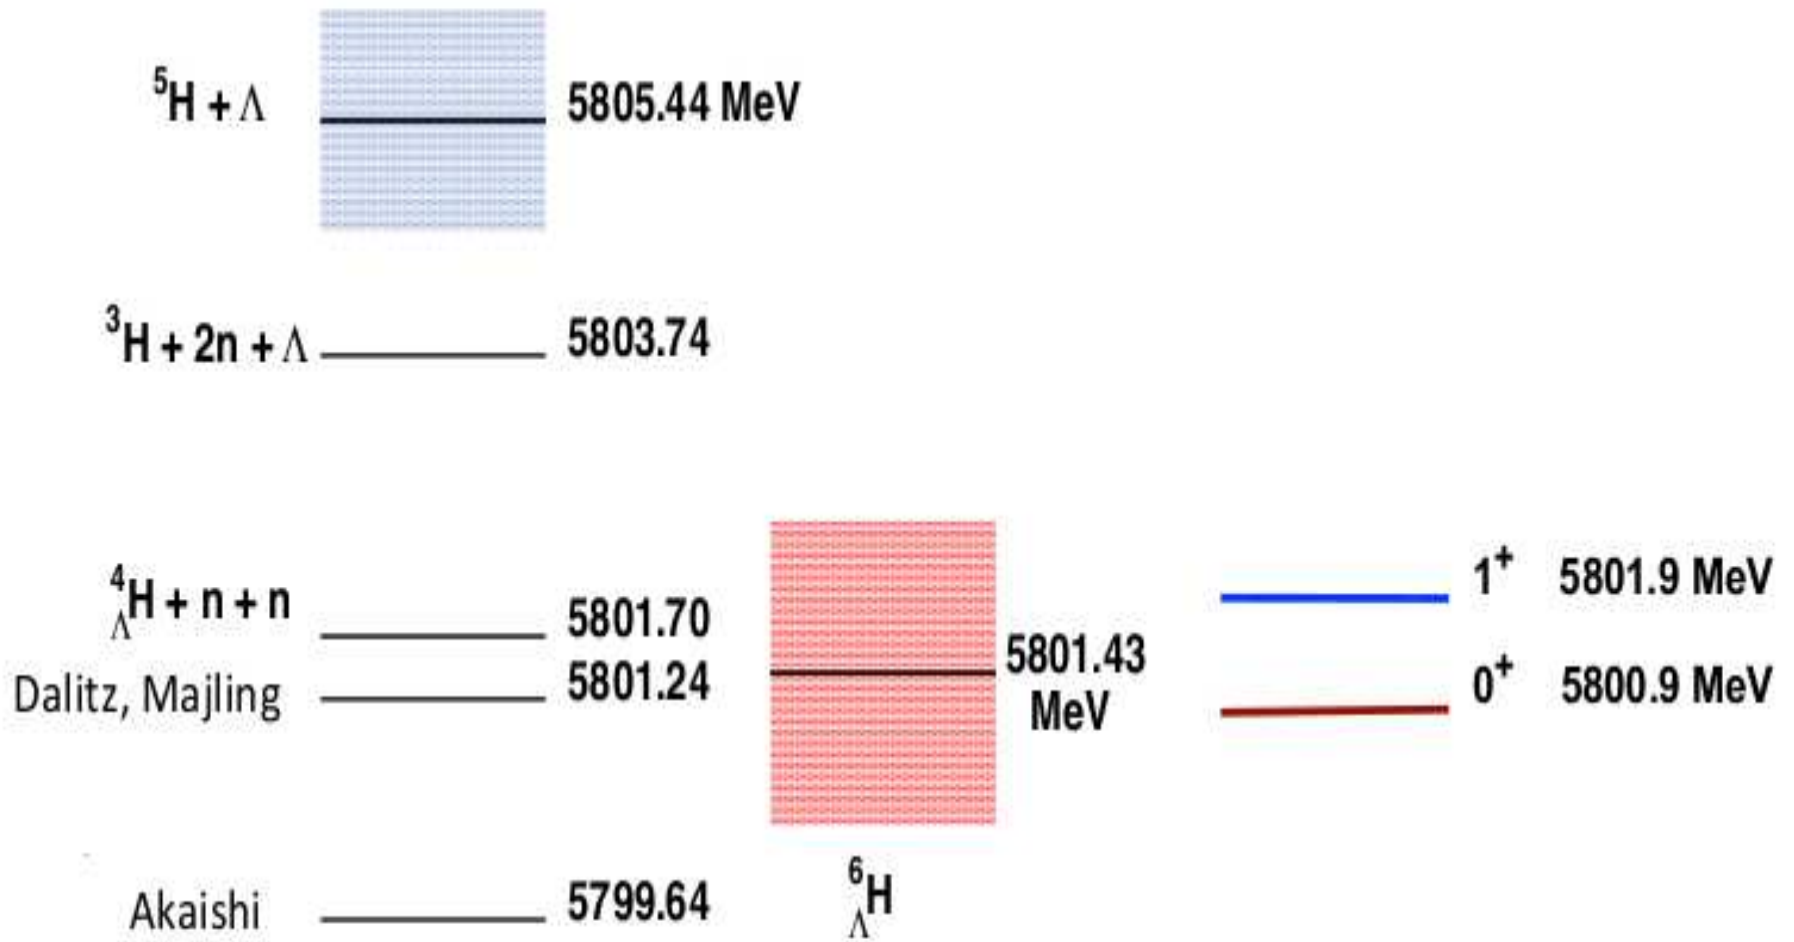 ⁵H + Λ 5805.44 MeV
³H + 2n + Λ 5803.74
⁴ΛH + n + n 5801.70
Dalitz, Majling 5801.24
5801.43
MeV
1⁺ 5801.9 MeV
0⁺ 5800.9 MeV
Akaishi 5799.64
⁶ΛH